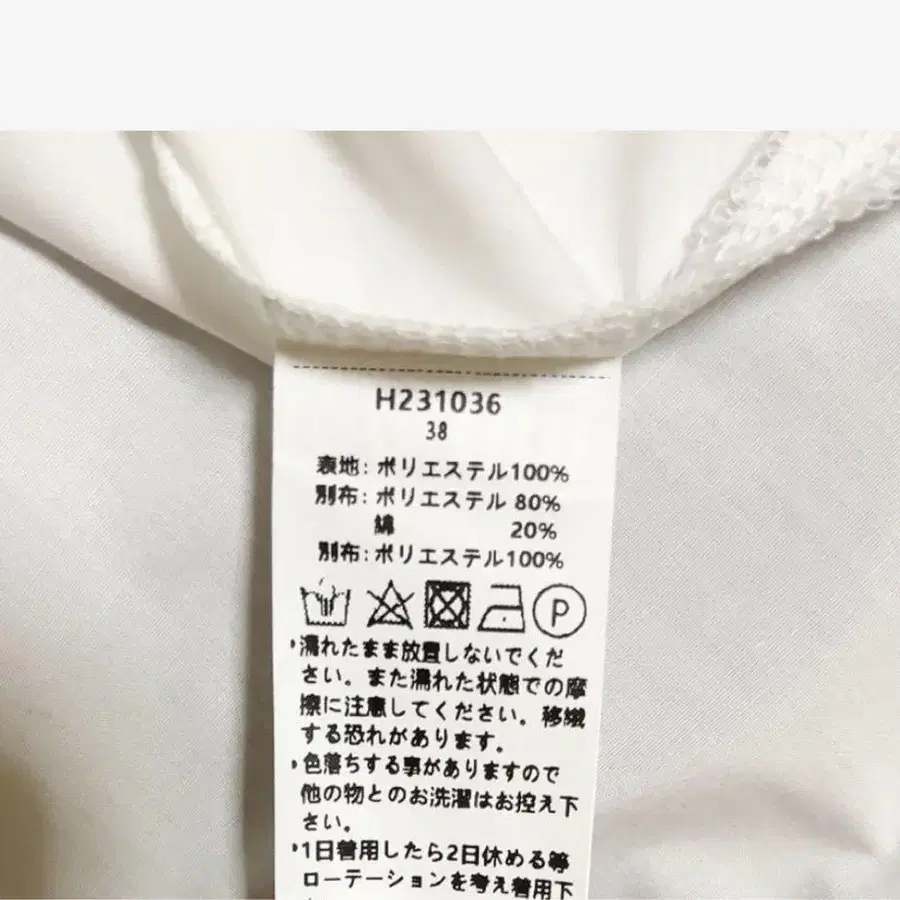 H231036
38
表地: ポリエステル100%
別布: ポリエステル 80%
綿 20%
別布: ポリエステル100%
P
•濡れたまま放置しないでくだ
さい。また濡れた状態での摩
擦に注意してください。移繊
する恐れがあります。
•色落ちする事がありますので
他の物とのお洗濯はお控え下
さい。
•1日着用したら2日休める等
ローテーションを考え着用下